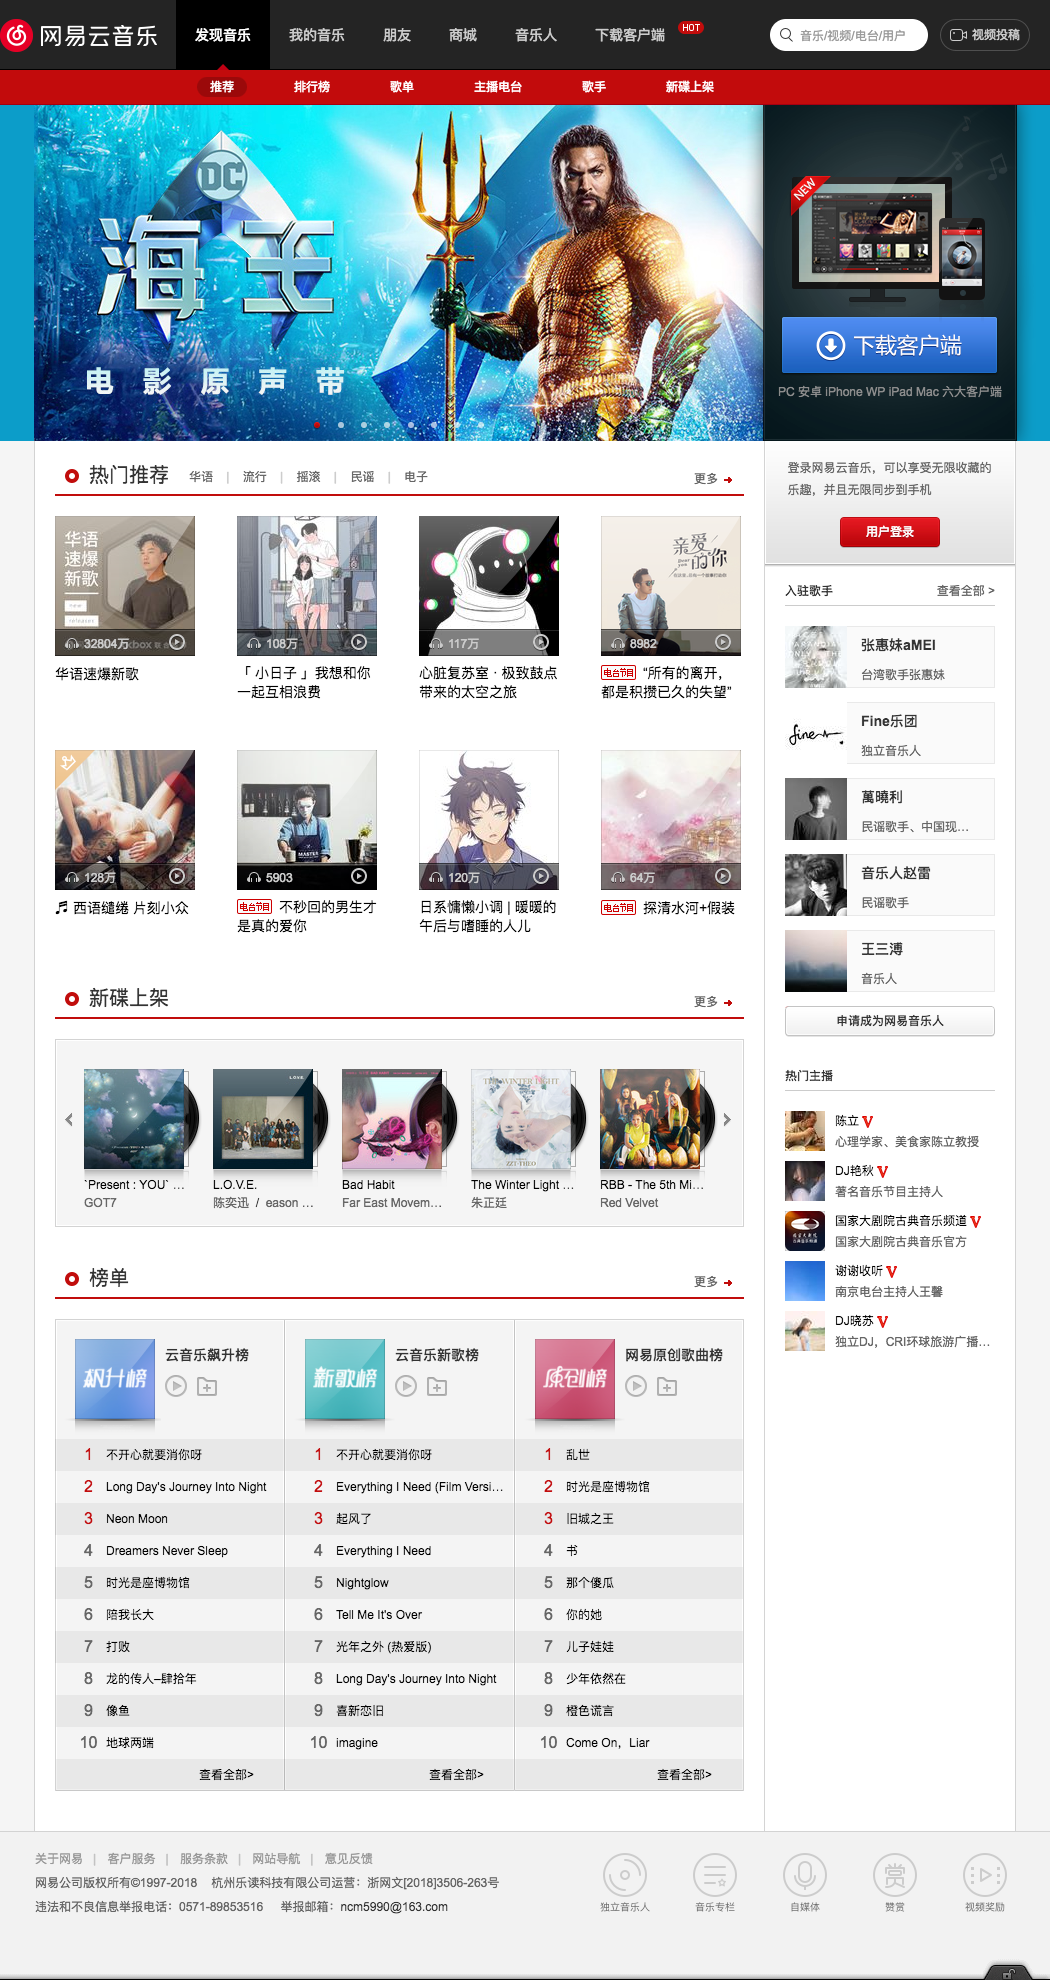 网易云音乐
发现音乐 我的音乐 朋友 商城 音乐人 下载客户端 HOT
音乐/视频/电台/用户 视频投稿
推荐 排行榜 歌单 主播电台 歌手 新碟上架
DC
海王
电影原声带
NEW
下载客户端
PC 安卓 iPhone WP iPad Mac 六大客户端
登录网易云音乐，可以享受无限收藏的
乐趣，并且无限同步到手机
用户登录
热门推荐 华语 | 流行 | 摇滚 | 民谣 | 电子 更多
华语
速爆
新歌
new
releases
亲爱的你
32804万 108万 117万 8982
华语速爆新歌
「 小日子 」我想和你
一起互相浪费
心脏复苏室 · 极致鼓点
带来的太空之旅
电台节目 “所有的离开，
都是积攒已久的失望”
MASTER
128万 5903 120万 64万
♬ 西语缱绻 片刻小众
电台节目 不秒回的男生才
是真的爱你
日系慵懒小调 | 暖暖的
午后与嗜睡的人儿
电台节目 探清水河+假装
新碟上架 更多
L.O.V.E.
THE WINTER LIGHT
ZZT·THEO
`Present : YOU` ...
GOT7
L.O.V.E.
陈奕迅 / eason ...
Bad Habit
Far East Movem...
The Winter Light ...
朱正廷
RBB - The 5th Mi...
Red Velvet
榜单 更多
飙升榜
云音乐飙升榜
1 不开心就要消你呀
2 Long Day's Journey Into Night
3 Neon Moon
4 Dreamers Never Sleep
5 时光是座博物馆
6 陪我长大
7 打败
8 龙的传人–肆拾年
9 像鱼
10 地球两端
查看全部>
新歌榜
云音乐新歌榜
1 不开心就要消你呀
2 Everything I Need (Film Versi...
3 起风了
4 Everything I Need
5 Nightglow
6 Tell Me It's Over
7 光年之外 (热爱版)
8 Long Day's Journey Into Night
9 喜新恋旧
10 imagine
查看全部>
原创榜
网易原创歌曲榜
1 乱世
2 时光是座博物馆
3 旧城之王
4 书
5 那个傻瓜
6 你的她
7 儿子娃娃
8 少年依然在
9 橙色谎言
10 Come On，Liar
查看全部>
入驻歌手 查看全部 >
张惠妹aMEI
台湾歌手张惠妹
fine
Fine乐团
独立音乐人
萬曉利
民谣歌手、中国现...
音乐人赵雷
民谣歌手
王三溥
音乐人
申请成为网易音乐人
热门主播
陈立 V
心理学家、美食家陈立教授
DJ艳秋 V
著名音乐节目主持人
国家大剧院古典音乐频道 V
国家大剧院古典音乐官方
谢谢收听 V
南京电台主持人王馨
DJ晓苏 V
独立DJ，CRI环球旅游广播...
关于网易 | 客户服务 | 服务条款 | 网站导航 | 意见反馈
网易公司版权所有©1997-2018 杭州乐读科技有限公司运营：浙网文[2018]3506-263号
违法和不良信息举报电话：0571-89853516 举报邮箱：ncm5990@163.com
赏
独立音乐人 音乐专栏 自媒体 赞赏 视频奖励